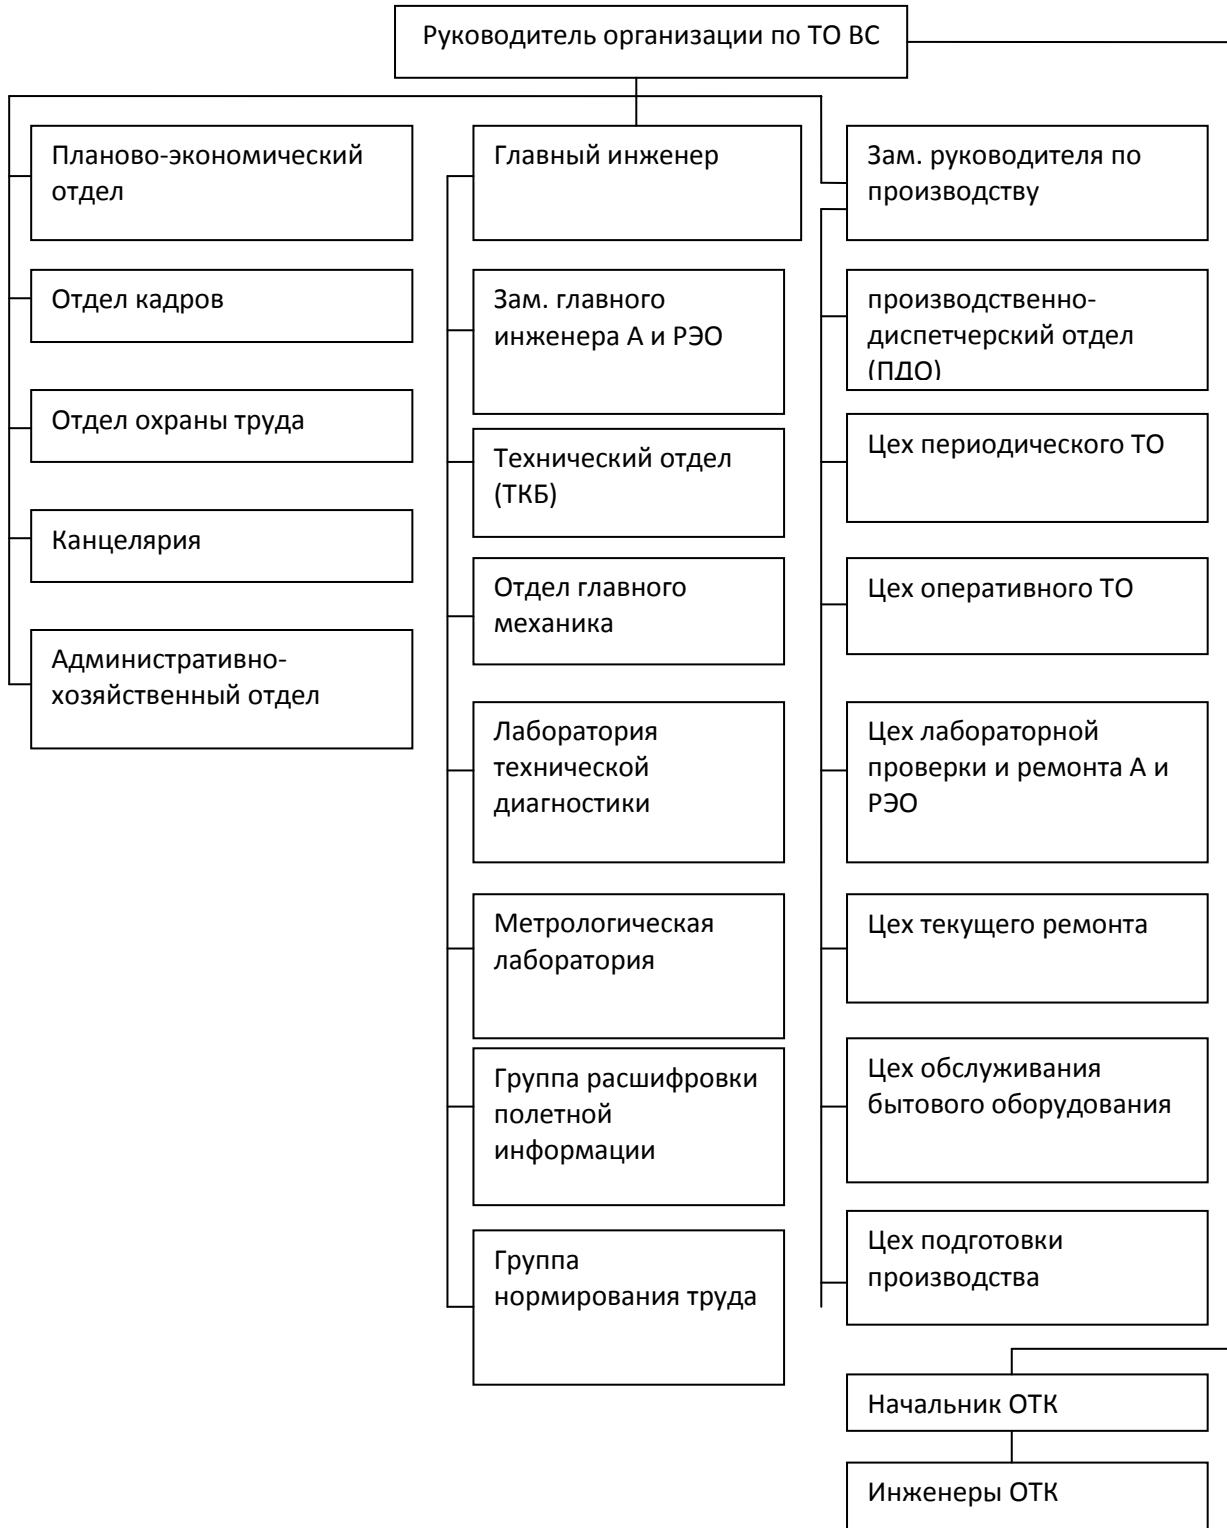 Руководитель организации по ТО ВС
Планово-экономический
отдел
Отдел кадров
Отдел охраны труда
Канцелярия
Административно-
хозяйственный отдел
Главный инженер
Зам. главного
инженера А и РЭО
Технический отдел
(ТКБ)
Отдел главного
механика
Лаборатория
технической
диагностики
Метрологическая
лаборатория
Группа расшифровки
полетной
информации
Группа
нормирования труда
Зам. руководителя по
производству
производственно-
диспетчерский отдел
(ПДО)
Цех периодического ТО
Цех оперативного ТО
Цех лабораторной
проверки и ремонта А и
РЭО
Цех текущего ремонта
Цех обслуживания
бытового оборудования
Цех подготовки
производства
Начальник ОТК
Инженеры ОТК